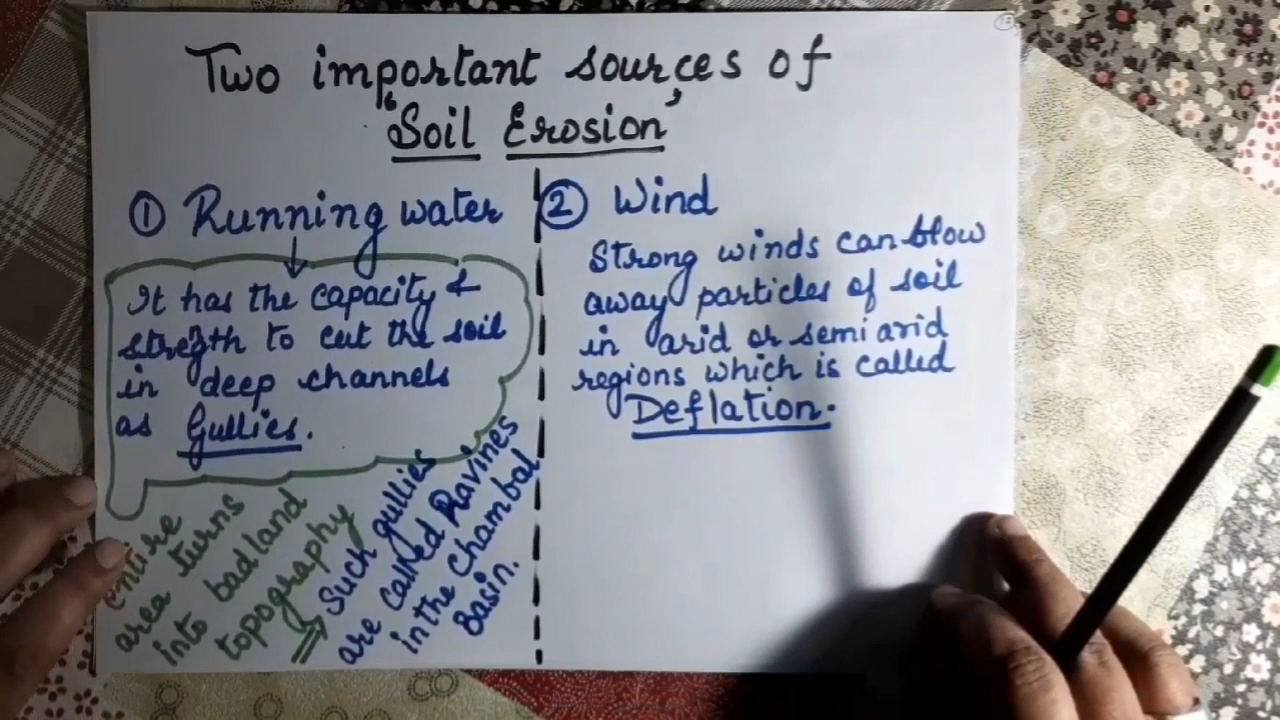 Two important sources of
'Soil Erosion'
① Running water
It has the capacity &
strength to cut the soil
in deep channels
as Gullies.
entire
area turns
into badland
topography
Such gullies
are called Ravines
in the Chambal
Basin.
② Wind
Strong winds can blow
away particles of soil
in arid or semi arid
regions which is called
Deflation.